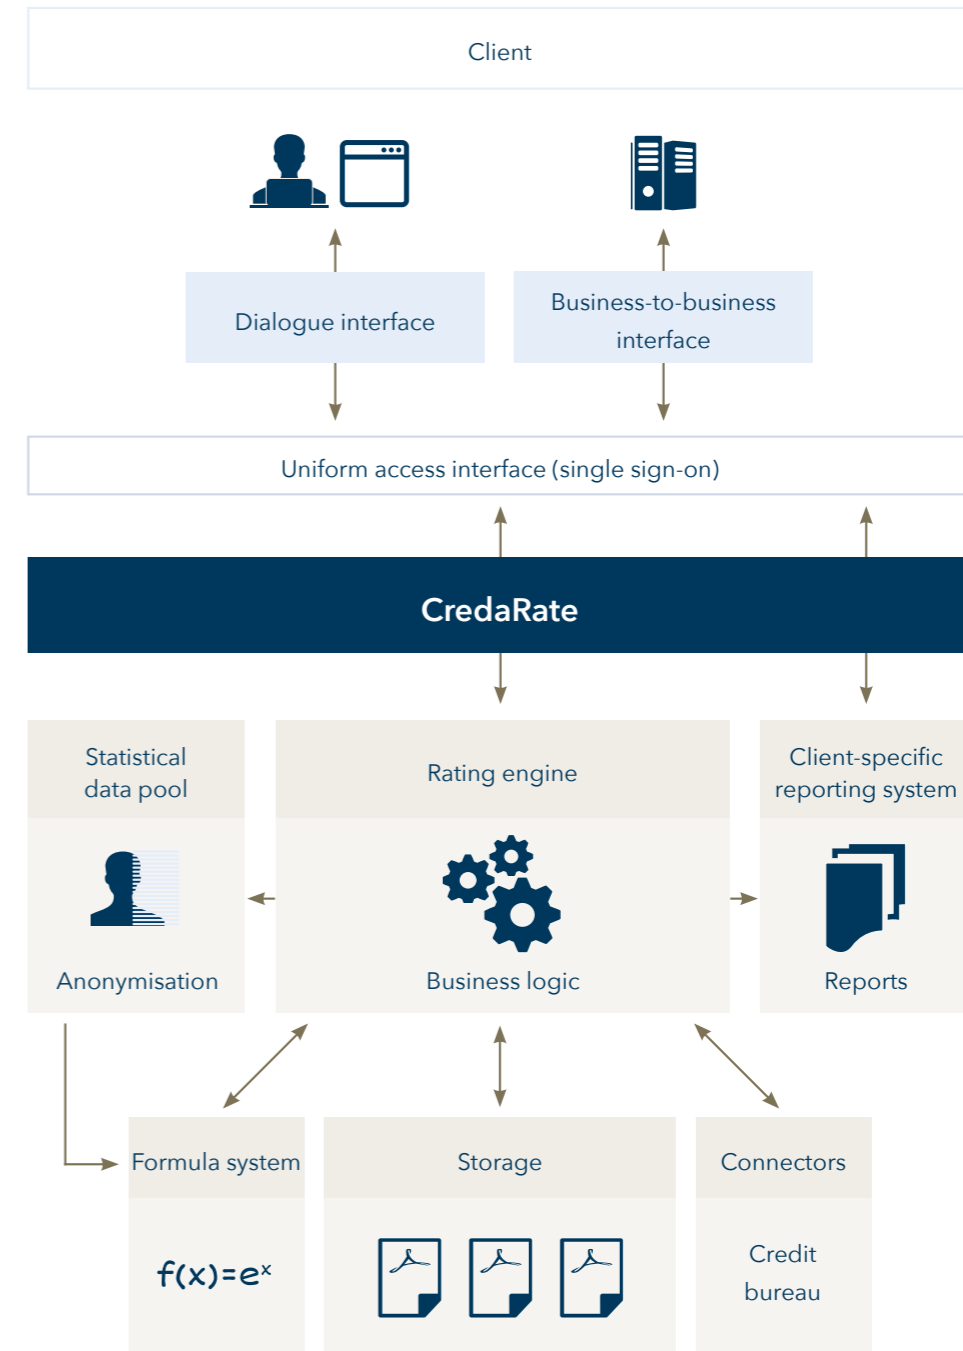 Client
Dialogue interface
Business-to-business
interface
Uniform access interface (single sign-on)
CredaRate
Statistical
data pool
Rating engine
Client-specific
reporting system
Anonymisation
Business logic
Reports
Formula system
Storage
Connectors
f(x)=eˣ
Credit
bureau